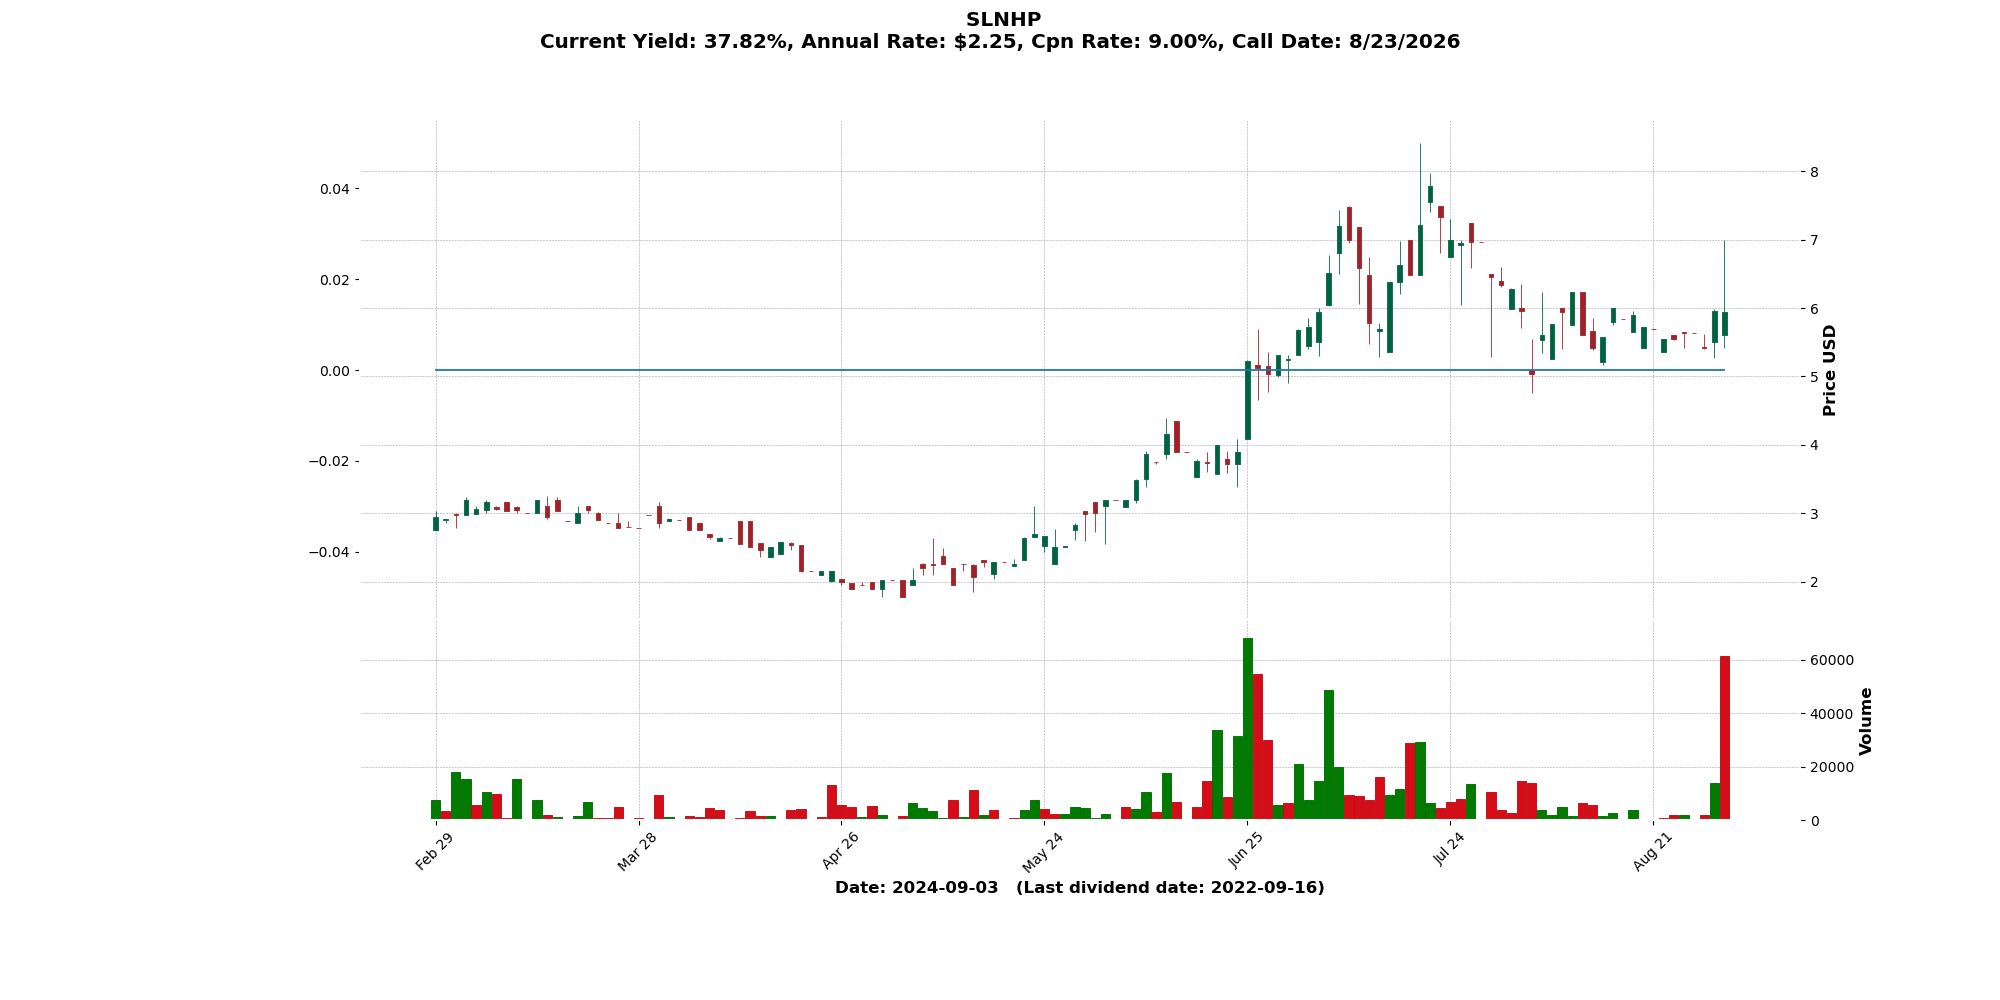 SLNHP
Current Yield: 37.82%, Annual Rate: $2.25, Cpn Rate: 9.00%, Call Date: 8/23/2026
0.04
0.02
0.00
−0.02
−0.04
8
7
6
5
4
3
2
Price USD
60000
40000
20000
0
Volume
Feb 29
Mar 28
Apr 26
May 24
Jun 25
Jul 24
Aug 21
Date: 2024-09-03 (Last dividend date: 2022-09-16)